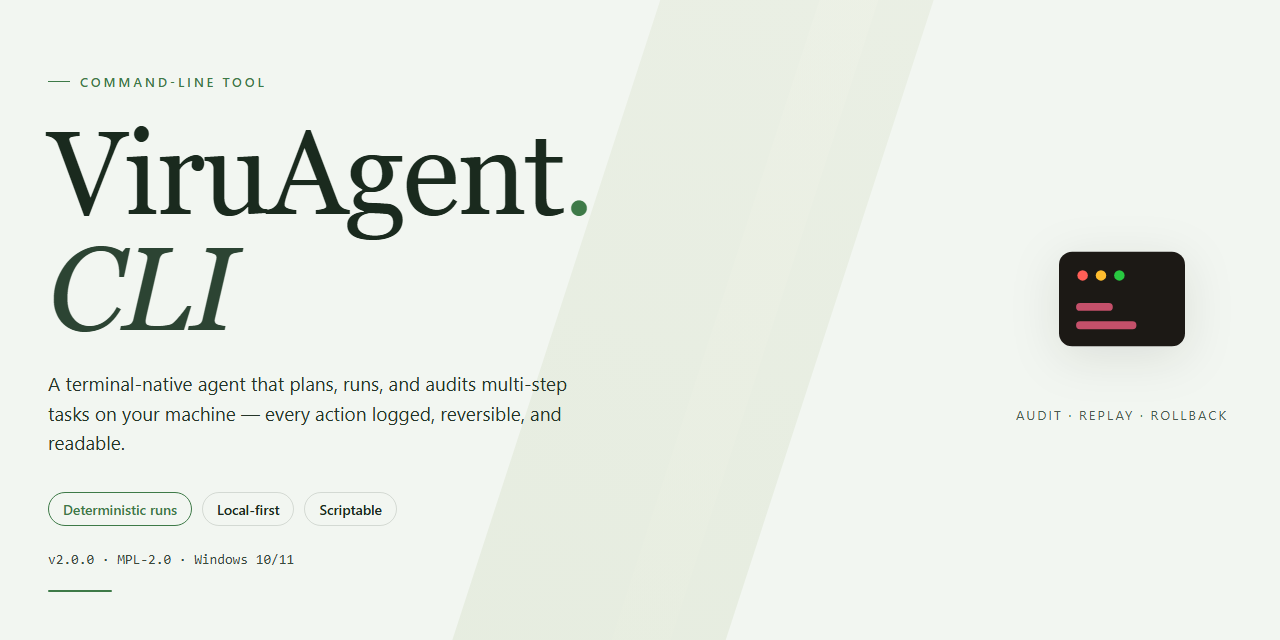 COMMAND-LINE TOOL
ViruAgent.
CLI
A terminal-native agent that plans, runs, and audits multi-step
tasks on your machine — every action logged, reversible, and
readable.
Deterministic runs
Local-first
Scriptable
v2.0.0 · MPL-2.0 · Windows 10/11
AUDIT · REPLAY · ROLLBACK